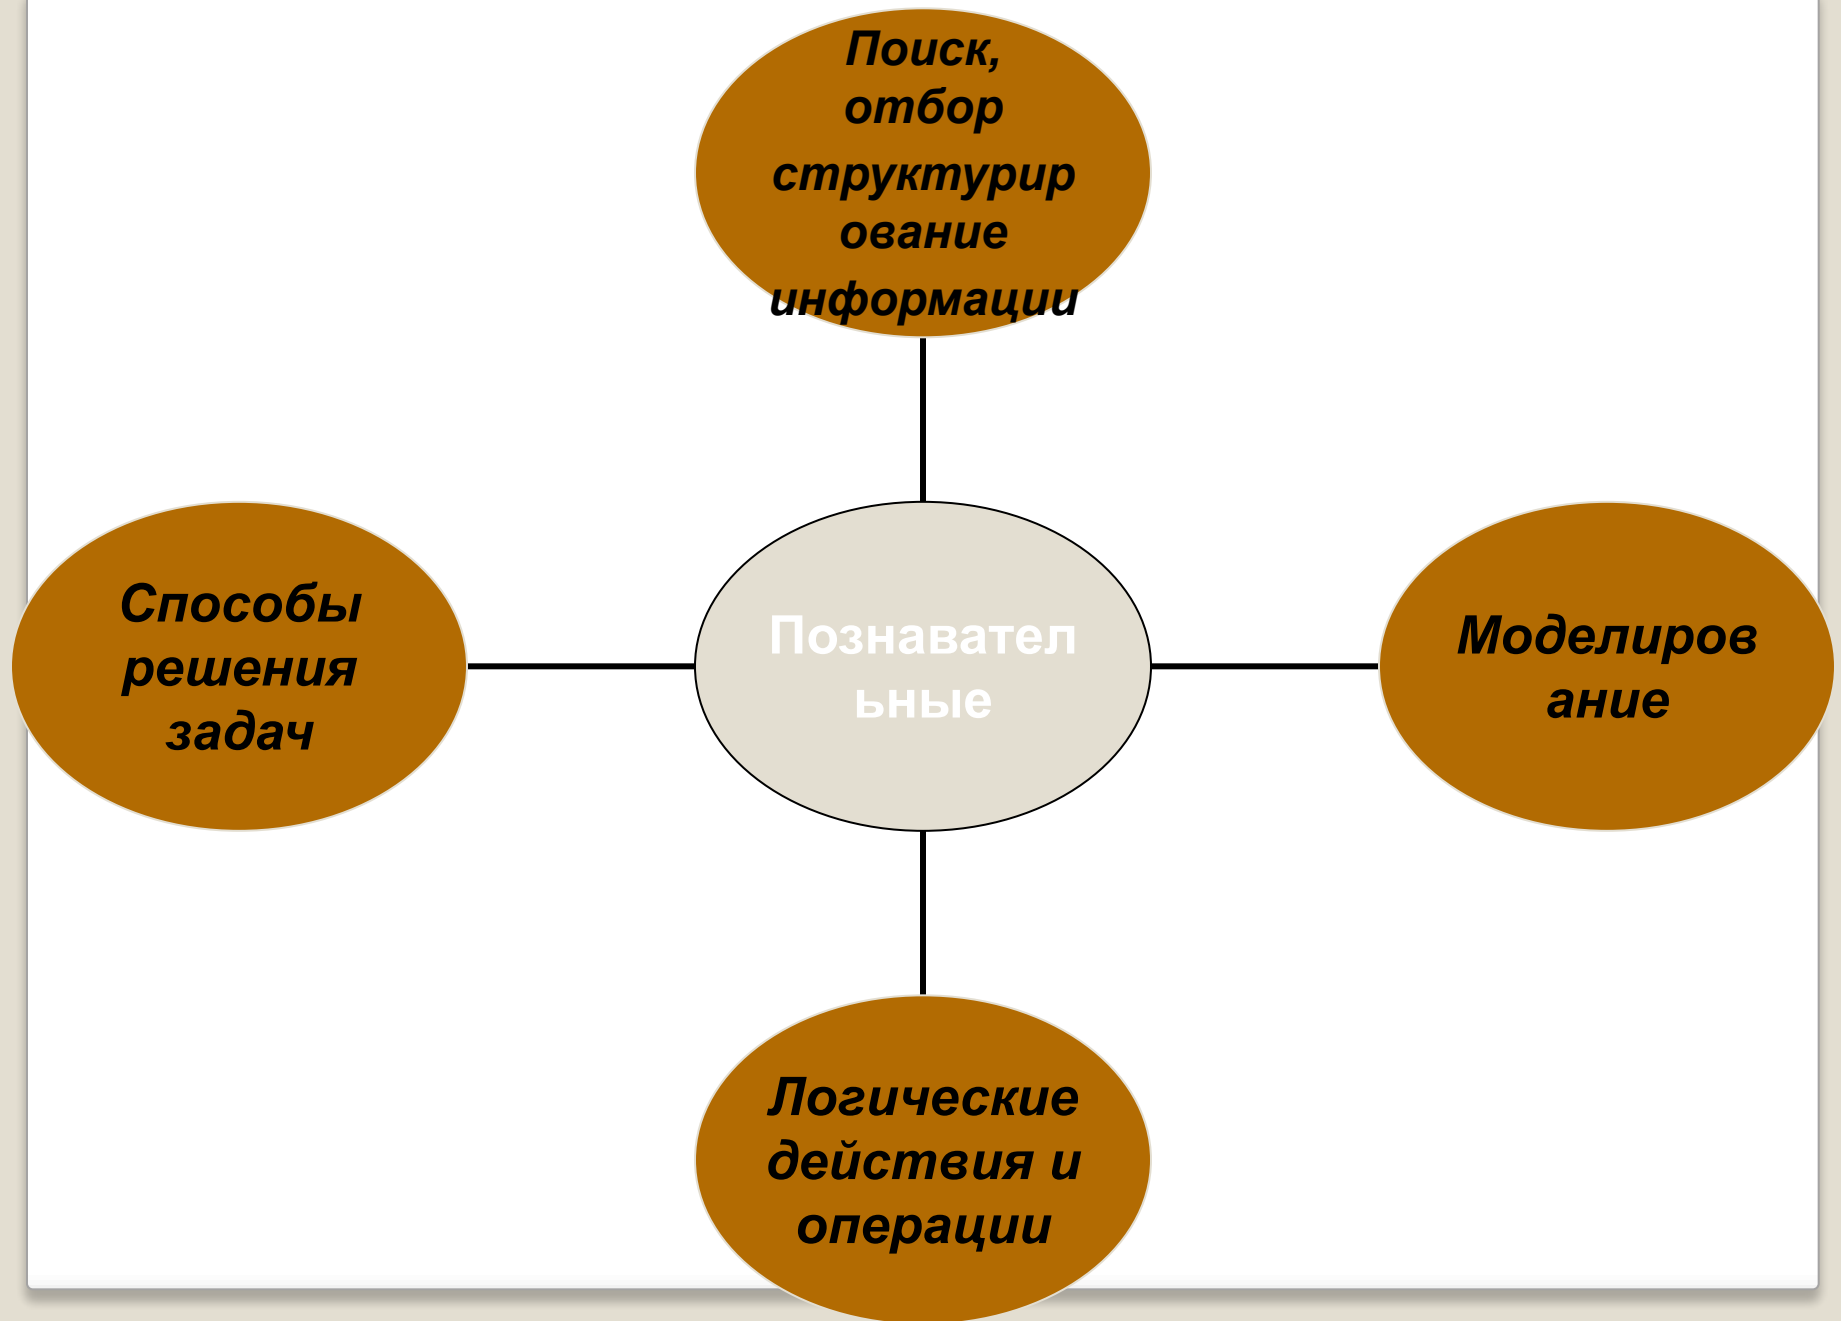 Поиск,
отбор
структурир
ование
информации
Способы
решения
задач
Познавател
ьные
Моделиров
ание
Логические
действия и
операции